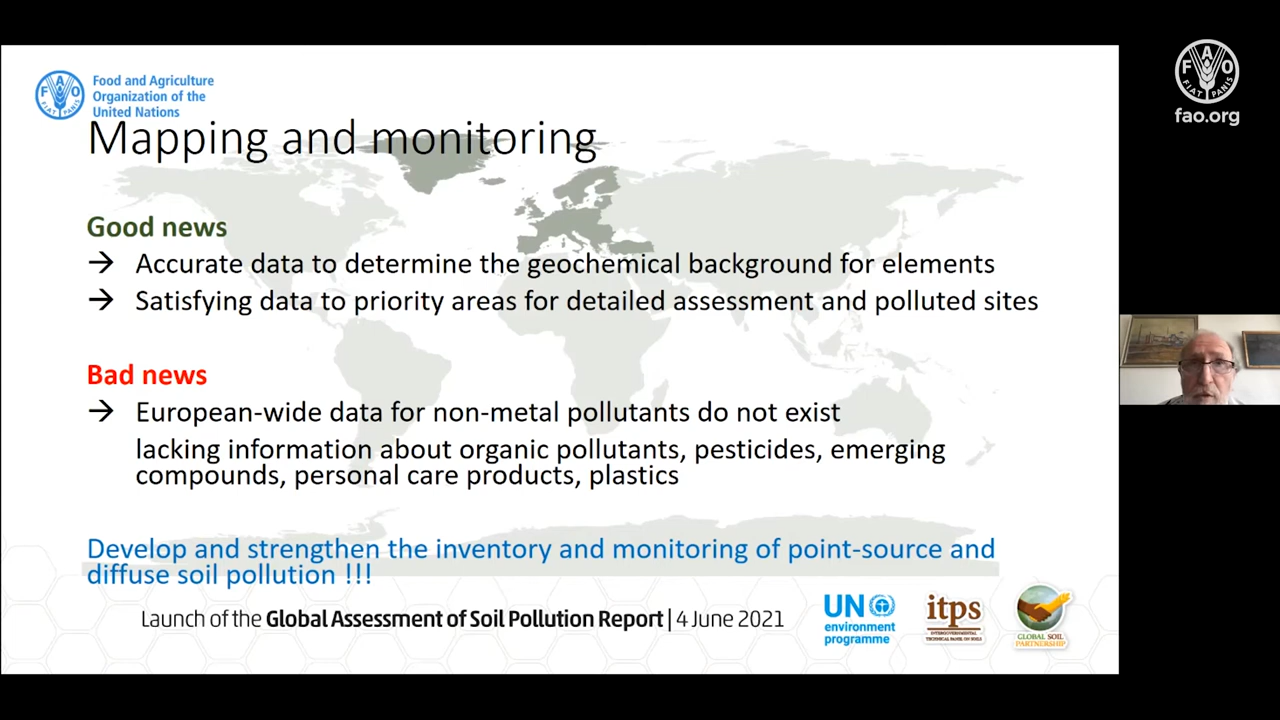 Food and Agriculture
Organization of the
United Nations
FAO
FIAT PANIS
fao.org
Mapping and monitoring
Good news
→ Accurate data to determine the geochemical background for elements
→ Satisfying data to priority areas for detailed assessment and polluted sites
Bad news
→ European-wide data for non-metal pollutants do not exist
lacking information about organic pollutants, pesticides, emerging
compounds, personal care products, plastics
Develop and strengthen the inventory and monitoring of point-source and
diffuse soil pollution !!!
Launch of the Global Assessment of Soil Pollution Report | 4 June 2021
UN
environment
programme
itps
INTERGOVERNMENTAL
TECHNICAL PANEL ON SOILS
GLOBAL SOIL
PARTNERSHIP